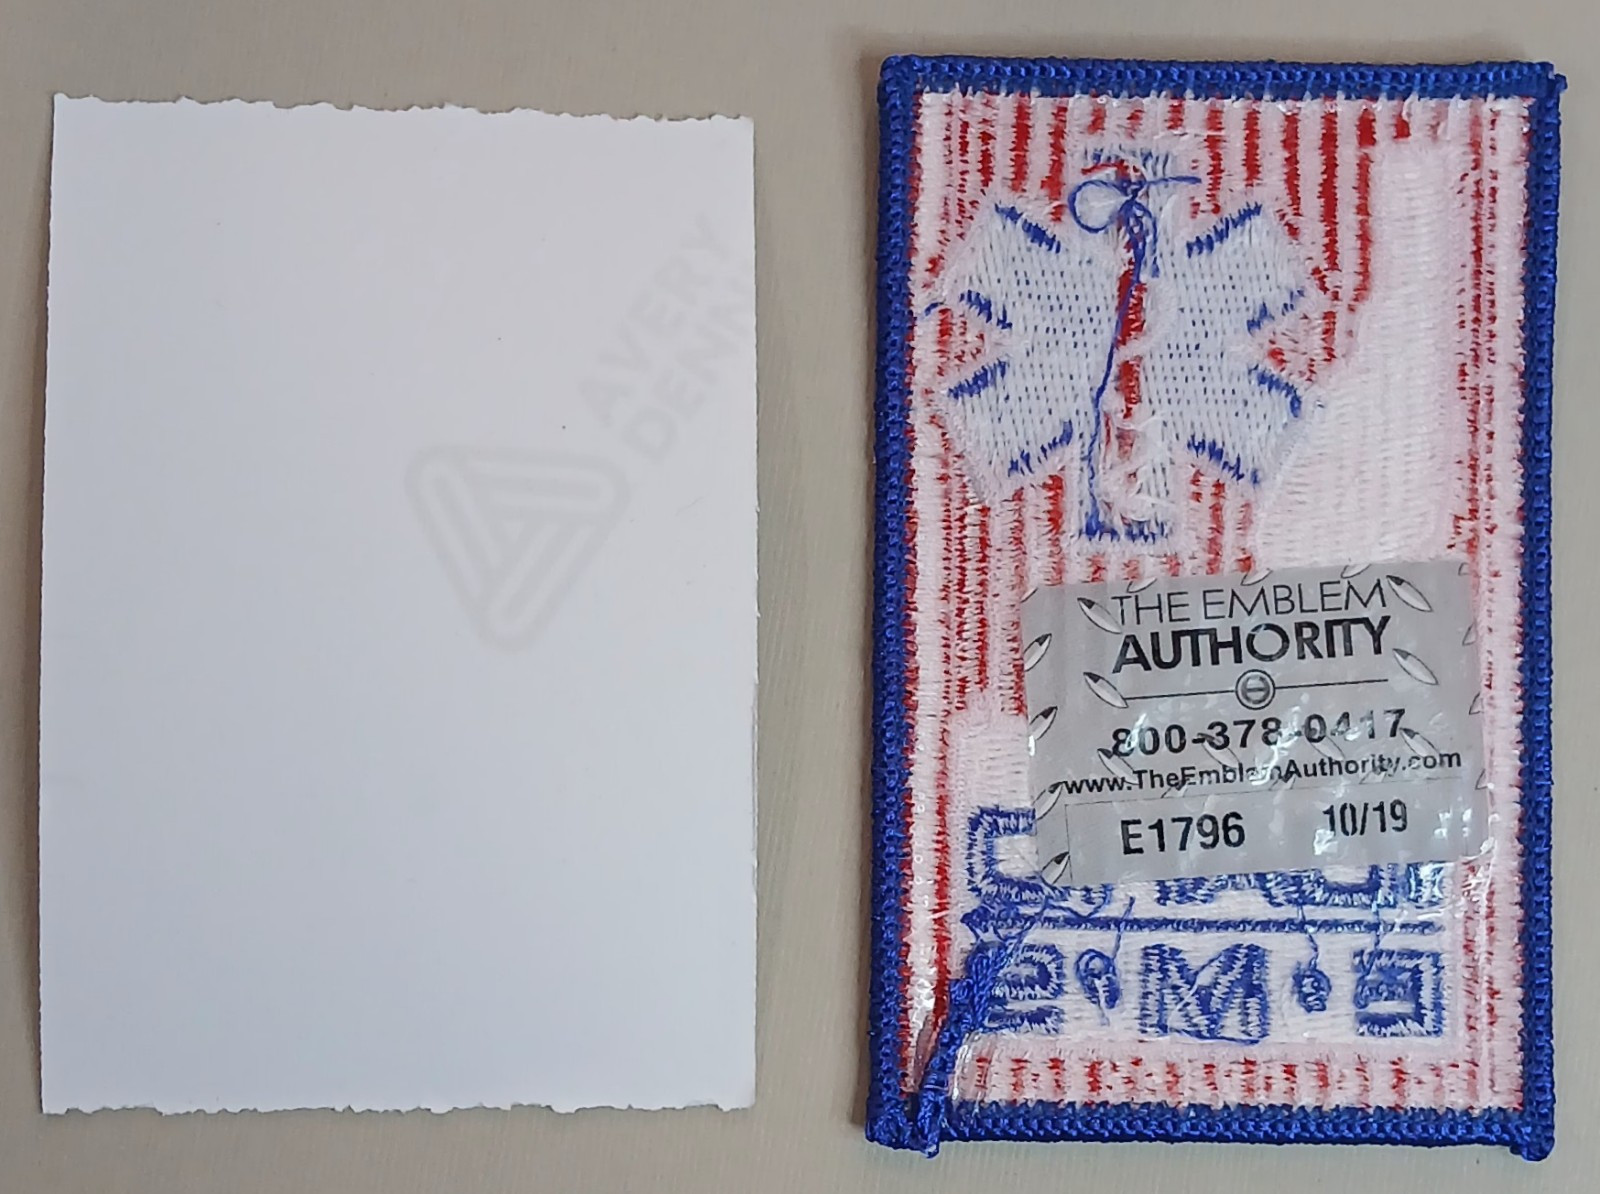 AVERY
DENN
THE EMBLEM
AUTHORITY
800-378-0417
www.TheEmblemAuthority.com
E1796 10/19